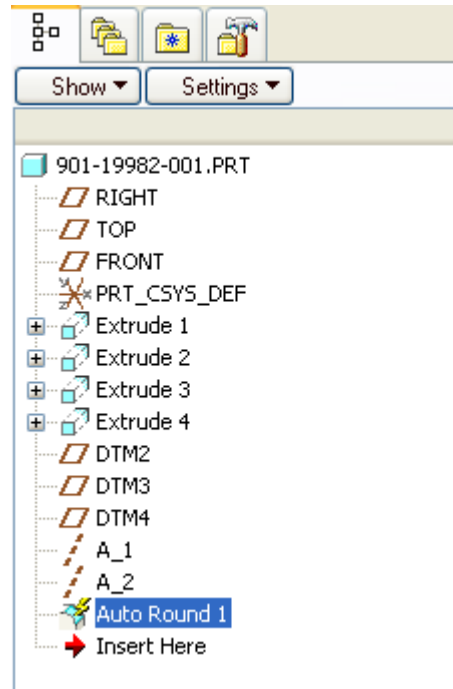 Show Settings
901-19982-001.PRT
RIGHT
TOP
FRONT
PRT_CSYS_DEF
Extrude 1
Extrude 2
Extrude 3
Extrude 4
DTM2
DTM3
DTM4
A_1
A_2
Auto Round 1
Insert Here